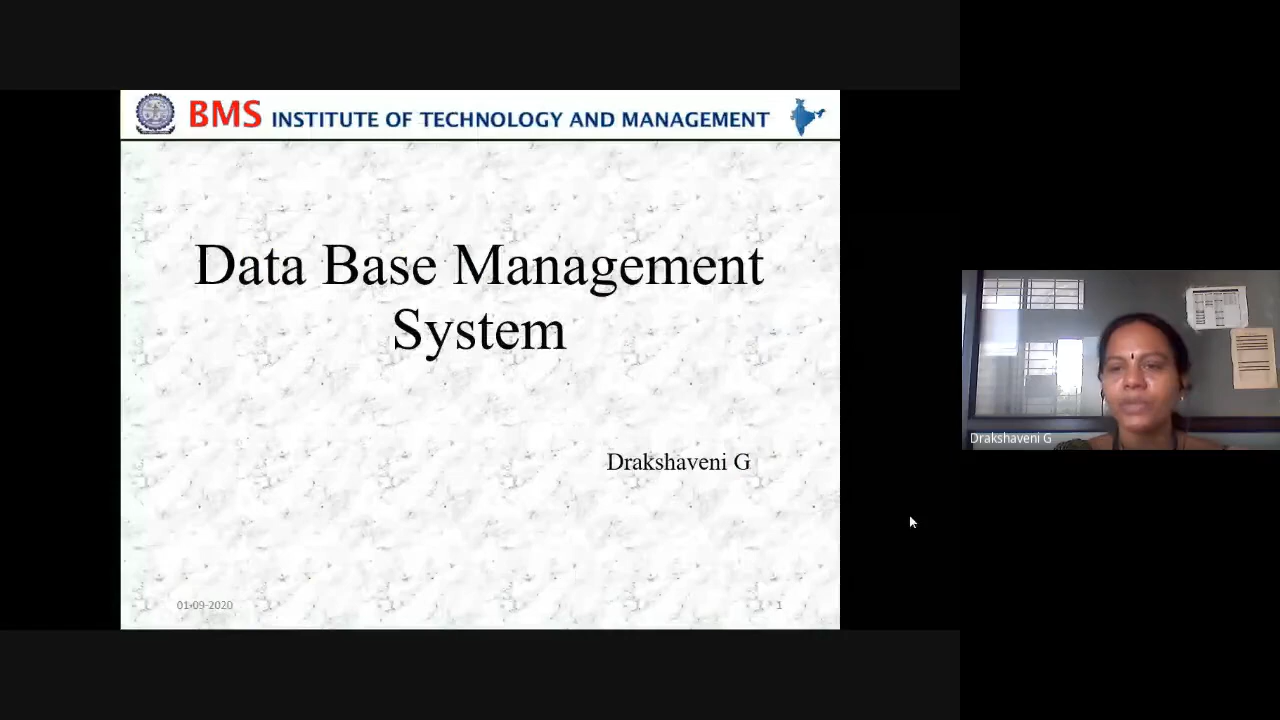 BMS INSTITUTE OF TECHNOLOGY AND MANAGEMENT
Data Base Management
System
Drakshaveni G
01-09-2020
1
Drakshaveni G